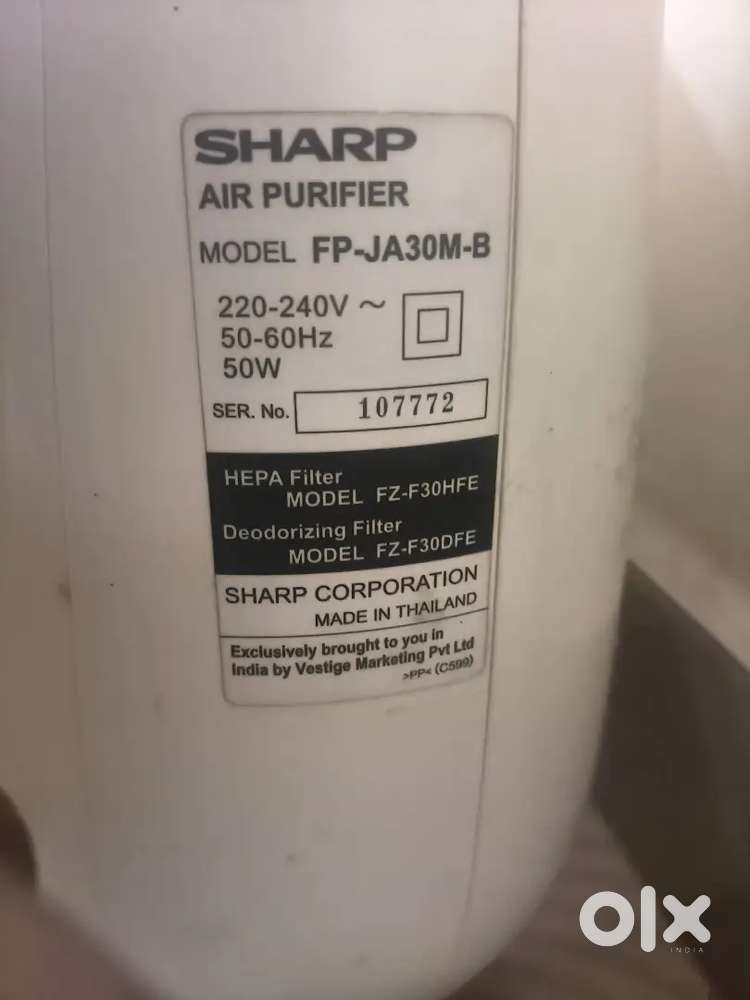 SHARP
AIR PURIFIER
MODEL FP-JA30M-B
220-240V ~
50-60Hz
50W
SER. No. 107772
HEPA Filter
MODEL FZ-F30HFE
Deodorizing Filter
MODEL FZ-F30DFE
SHARP CORPORATION
MADE IN THAILAND
Exclusively brought to you in
India by Vestige Marketing Pvt Ltd
>PP< (C599)
olx
INDIA